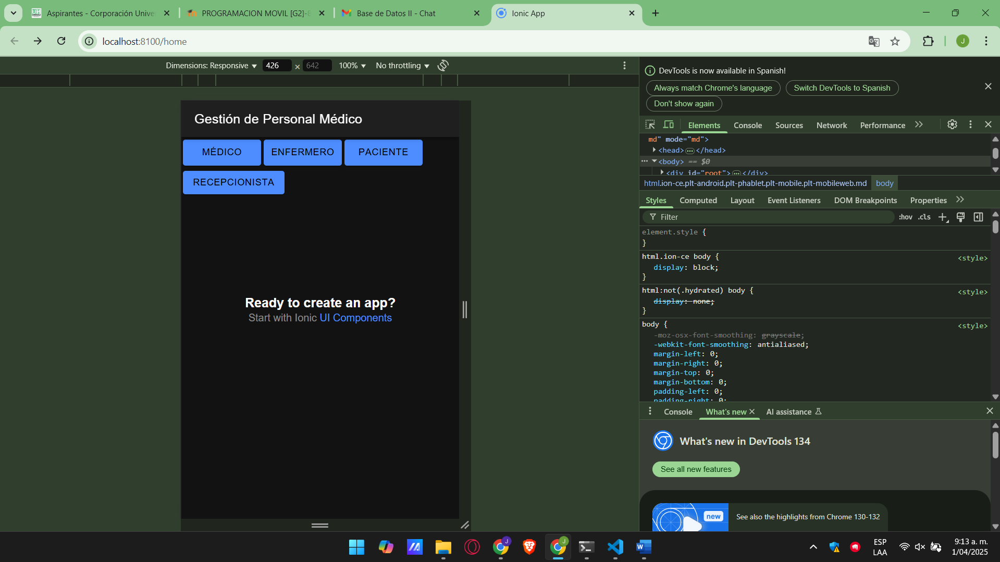 Aspirantes - Corporación Unive
PROGRAMACION MOVIL [G2]-8
Base de Datos II - Chat
Ionic App
localhost:8100/home
J
Dimensions: Responsive
426
×
642
100%
No throttling
DevTools is now available in Spanish!
Always match Chrome's language
Switch DevTools to Spanish
Don't show again
Gestión de Personal Médico
MÉDICO
ENFERMERO
PACIENTE
RECEPCIONISTA
Ready to create an app?
Start with Ionic UI Components
Elements
Console
Sources
Network
Performance
md" mode="md">
<head> ••• </head>
••• <body> == $0
<div id="root"> ••• </div>
html.ion-ce.plt-android.plt-phablet.plt-mobile.plt-mobileweb.md
body
Styles
Computed
Layout
Event Listeners
DOM Breakpoints
Properties
Filter
:hov
.cls
element.style {
}
html.ion-ce body {
<style>
display: block;
}
html:not(.hydrated) body {
<style>
display: none;
}
body {
<style>
-moz-osx-font-smoothing: grayscale;
-webkit-font-smoothing: antialiased;
margin-left: 0;
margin-right: 0;
margin-top: 0;
margin-bottom: 0;
padding-left: 0;
padding-right: 0;
Console
What's new
AI assistance
What's new in DevTools 134
See all new features
new
See also the highlights from Chrome 130-132
J
J
ESP
LAA
9:13 a. m.
1/04/2025